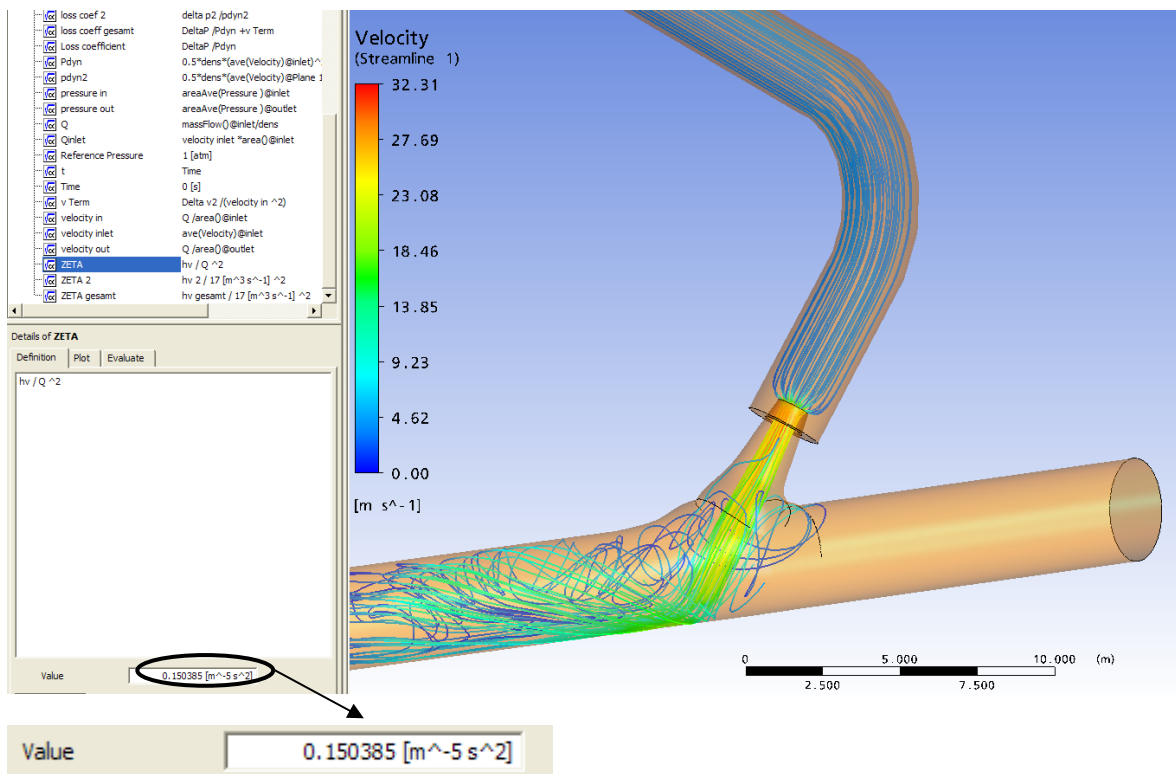 loss coef 2 delta p2 /pdyn2
loss coeff gesamt DeltaP /Pdyn +v Term
Loss coefficient DeltaP /Pdyn
Pdyn 0.5*dens*(ave(Velocity)@inlet)^
pdyn2 0.5*dens*(ave(Velocity)@Plane 1
pressure in areaAve(Pressure )@inlet
pressure out areaAve(Pressure )@outlet
Q massFlow()@inlet/dens
Qinlet velocity inlet *area()@inlet
Reference Pressure 1 [atm]
t Time
Time 0 [s]
v Term Delta v2 /(velocity in ^2)
velocity in Q /area()@inlet
velocity inlet ave(Velocity)@inlet
velocity out Q /area()@outlet
ZETA hv / Q ^2
ZETA 2 hv 2 / 17 [m^3 s^-1] ^2
ZETA gesamt hv gesamt / 17 [m^3 s^-1] ^2
Details of ZETA
Definition Plot Evaluate
hv / Q ^2
Value 0.150385 [m^-5 s^2]
Value 0.150385 [m^-5 s^2]
Velocity
(Streamline 1)
32.31
27.69
23.08
18.46
13.85
9.23
4.62
0.00
[m s^-1]
0 5.000 10.000 (m)
2.500 7.500